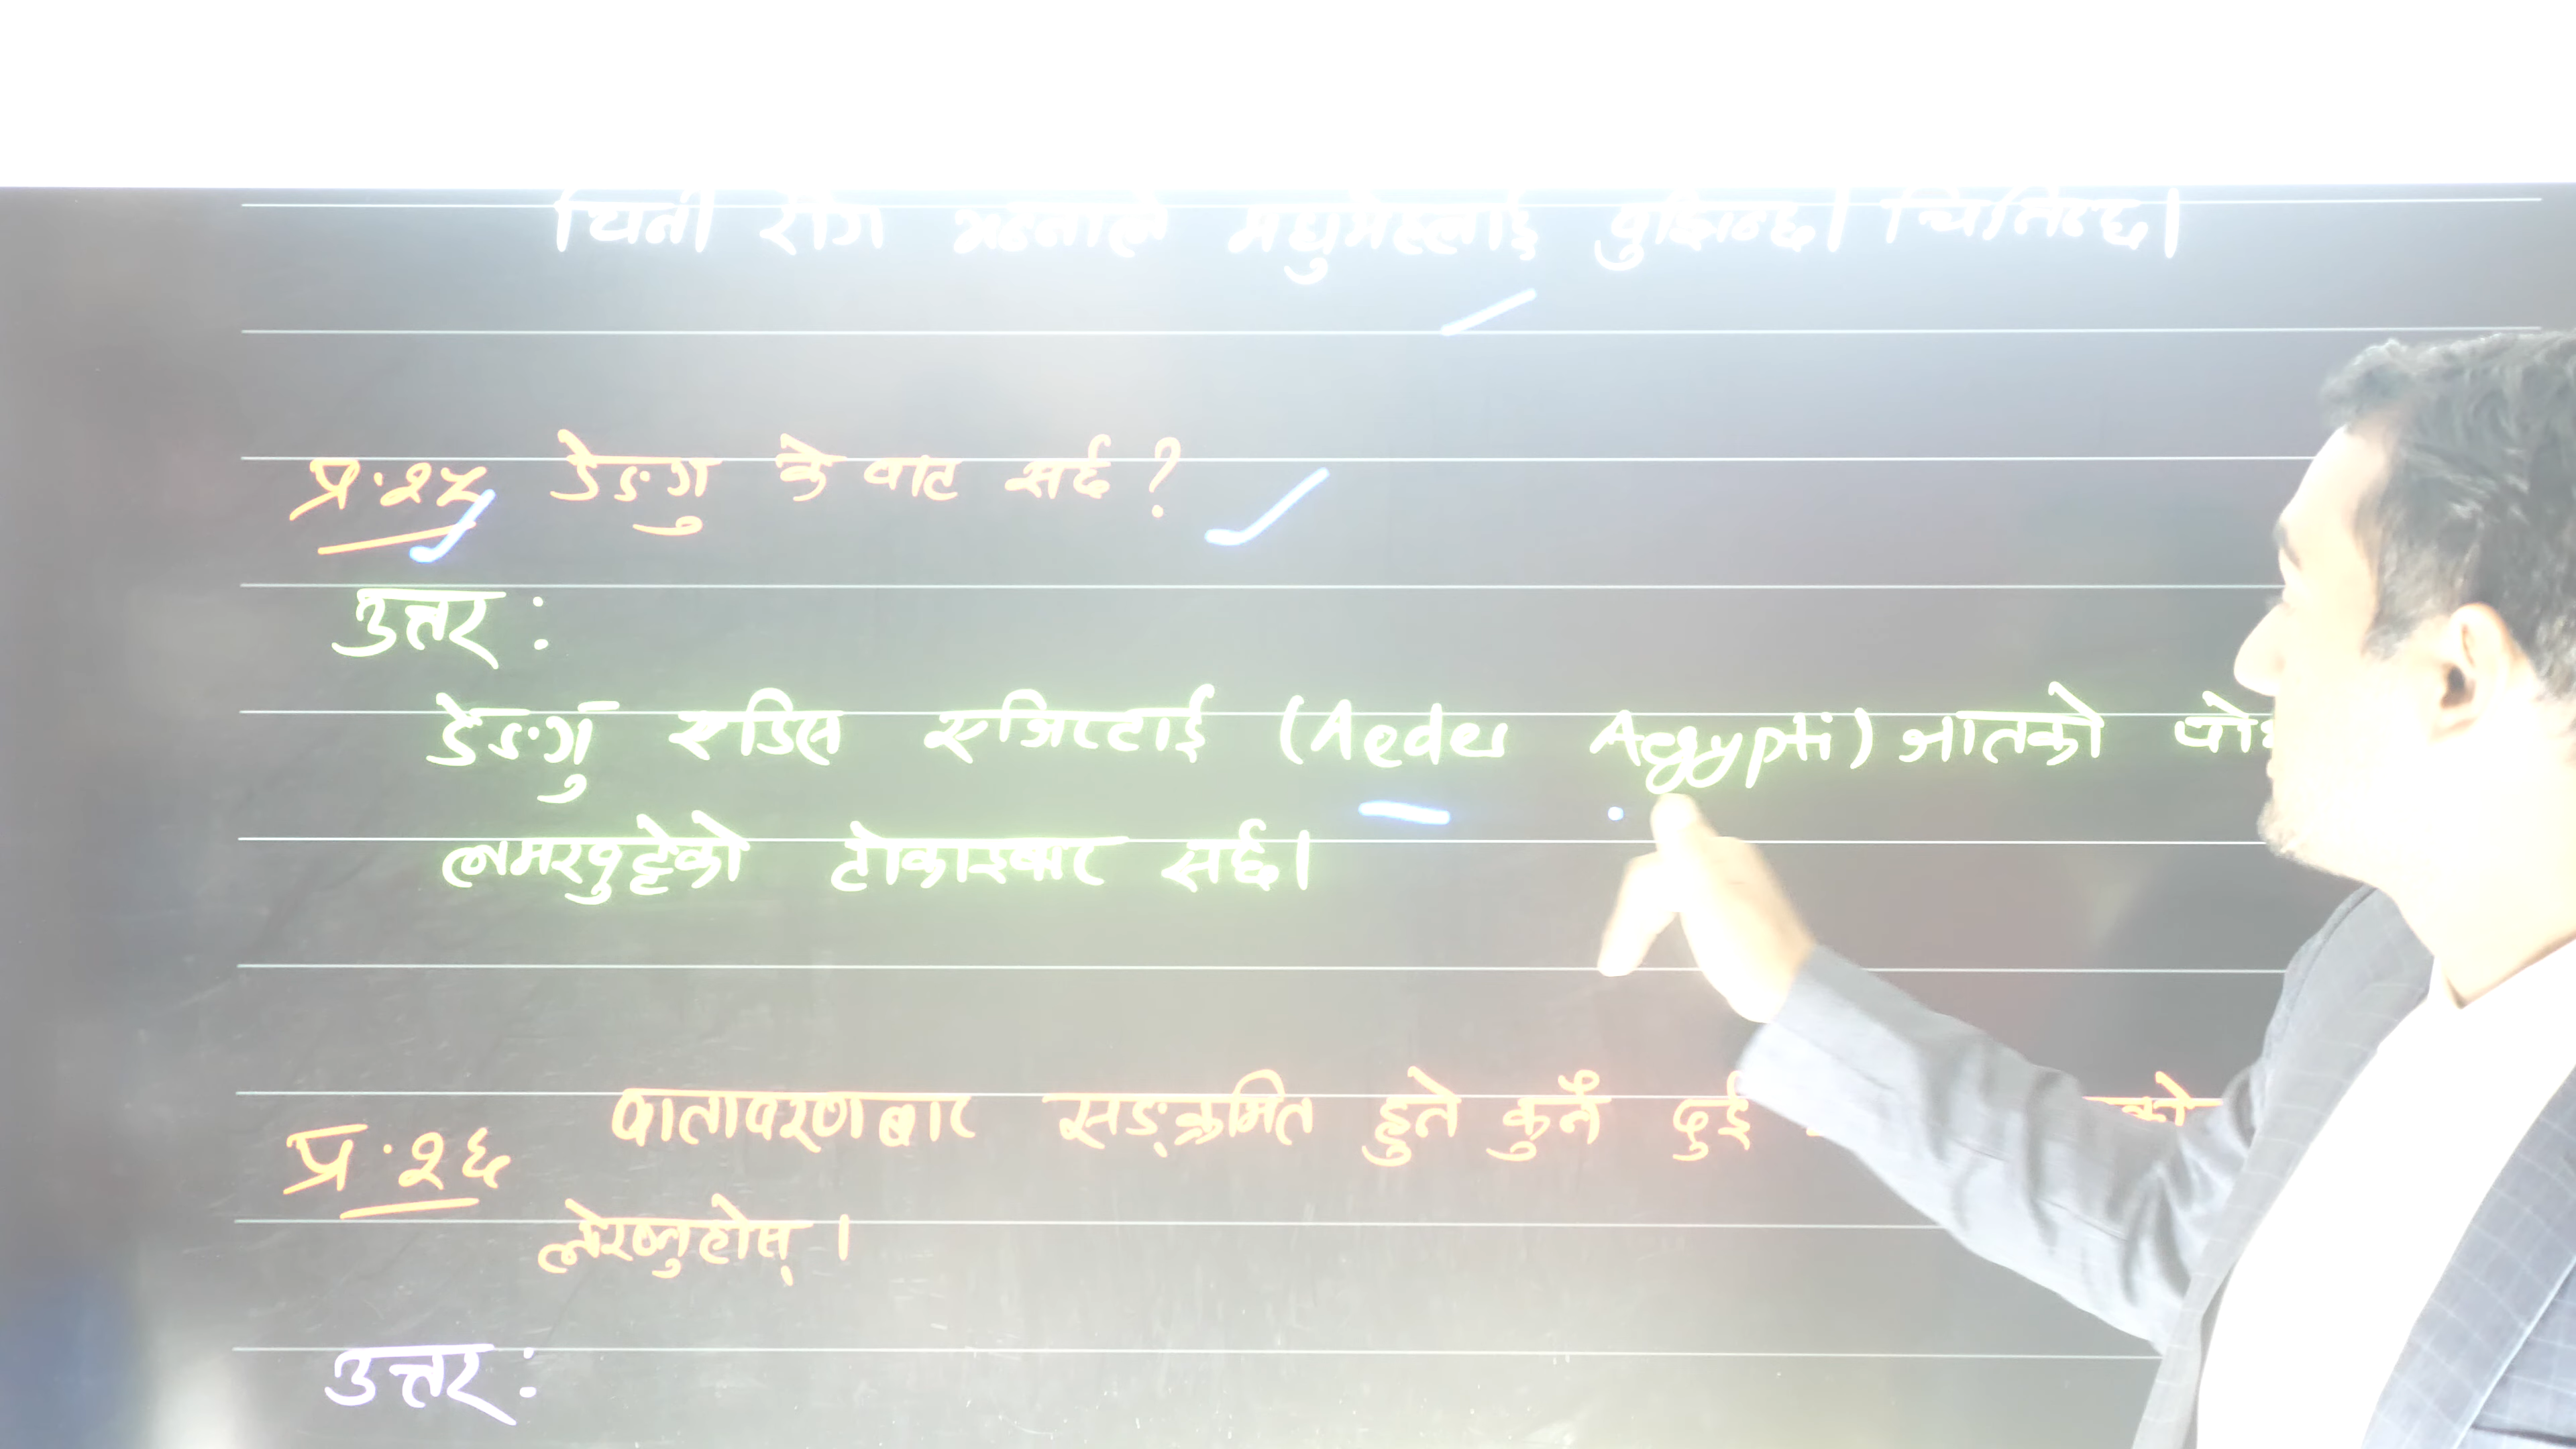 चिनी रोग भन्नाले मधुमेहलाई बुझिन्छ। चिनिन्छ।
प्र.२५ डेङ्गु के बाट सर्द ?
उत्तर :
डेङ्गु एडिस एजिप्टाई (Aedes Aegypti) जातको पोथी
लामखुट्टेको टोकाइबाट सर्छ।
प्र.२६ वातावरणबाट सङ्क्रमित हुने कुनै दुई
लेख्नुहोस् ।
उत्तर :